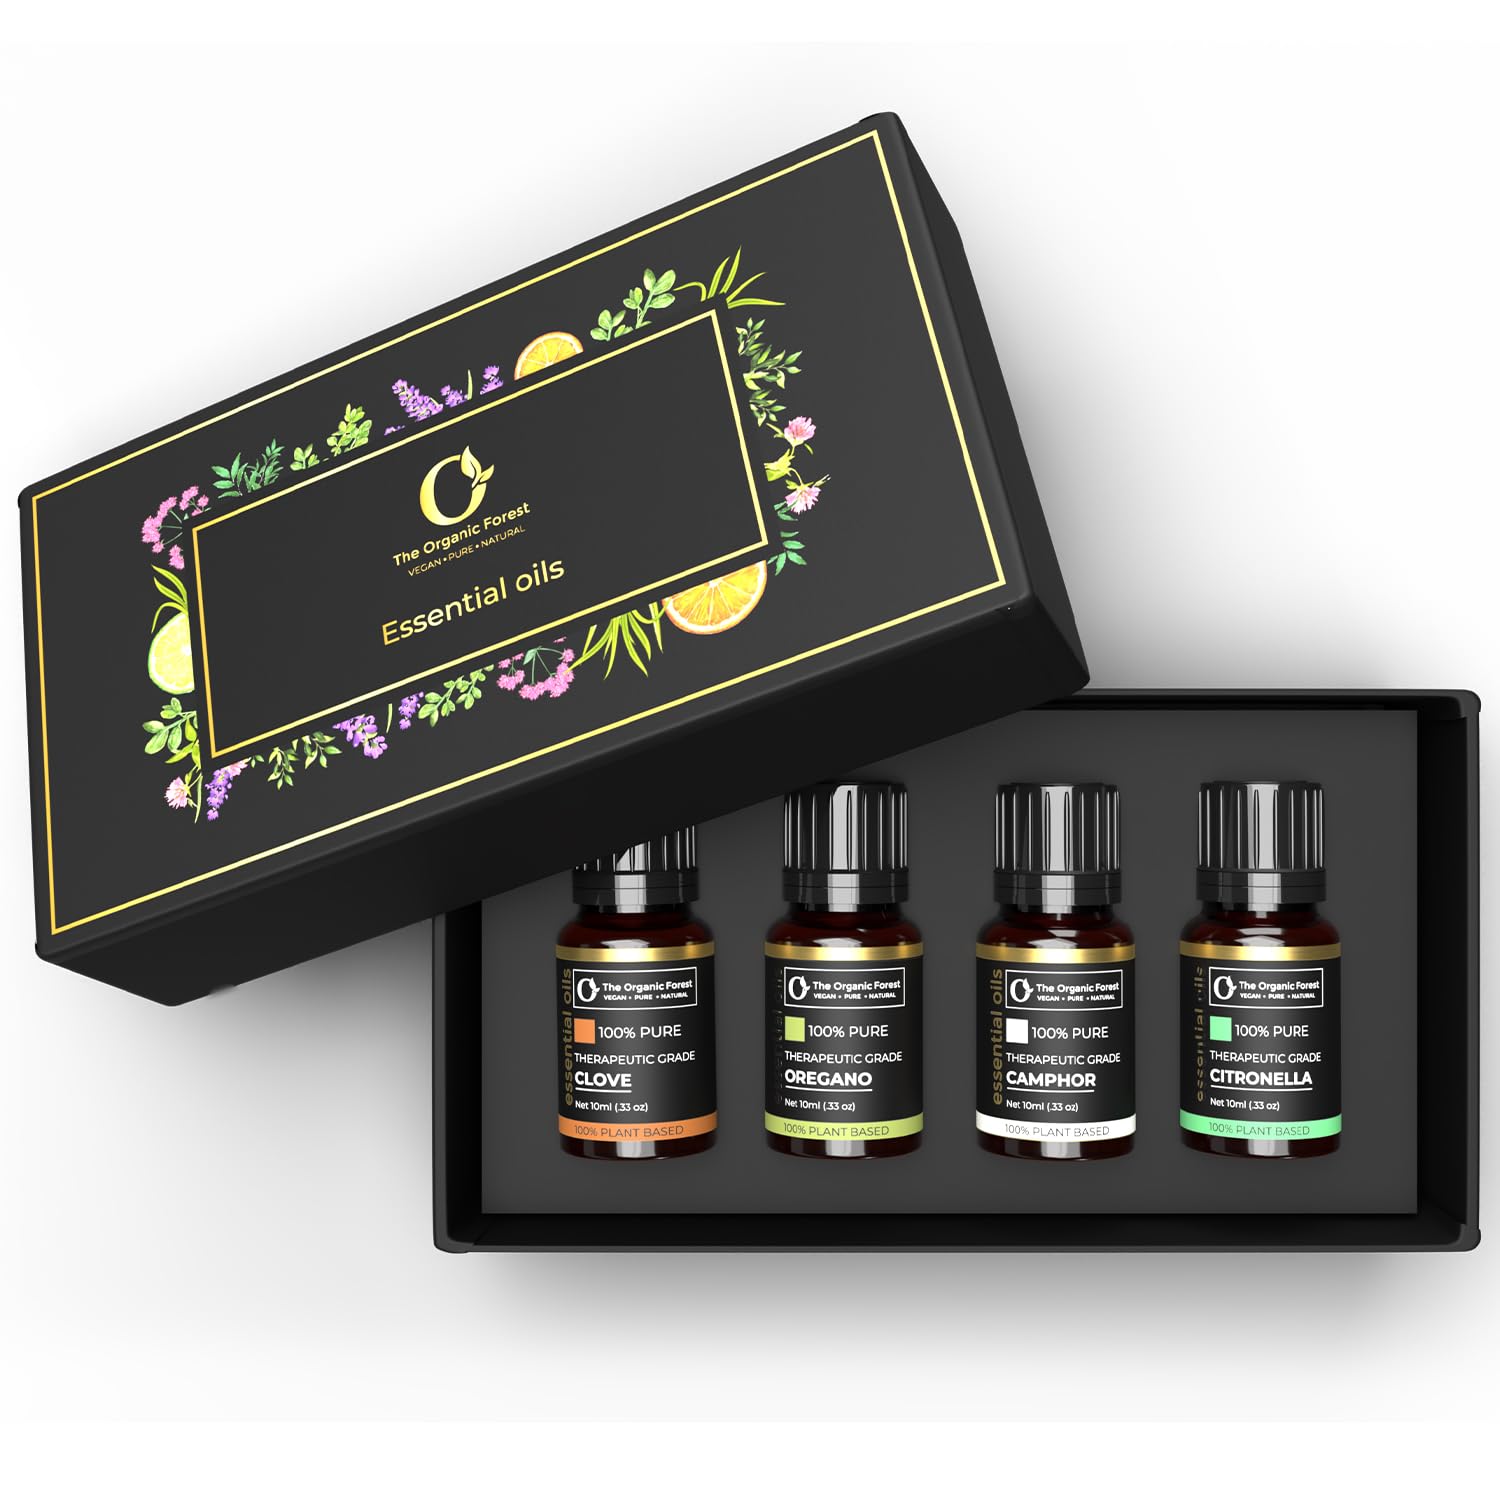 The Organic Forest
VEGAN • PURE • NATURAL
Essential oils
essential oils
The Organic Forest
VEGAN • PURE • NATURAL
100% PURE
THERAPEUTIC GRADE
CLOVE
Net 10ml (.33 oz)
100% PLANT BASED
essential oils
The Organic Forest
VEGAN • PURE • NATURAL
100% PURE
THERAPEUTIC GRADE
OREGANO
Net 10ml (.33 oz)
100% PLANT BASED
essential oils
The Organic Forest
VEGAN • PURE • NATURAL
100% PURE
THERAPEUTIC GRADE
CAMPHOR
Net 10ml (.33 oz)
100% PLANT BASED
essential oils
The Organic Forest
VEGAN • PURE • NATURAL
100% PURE
THERAPEUTIC GRADE
CITRONELLA
Net 10ml (.33 oz)
100% PLANT BASED